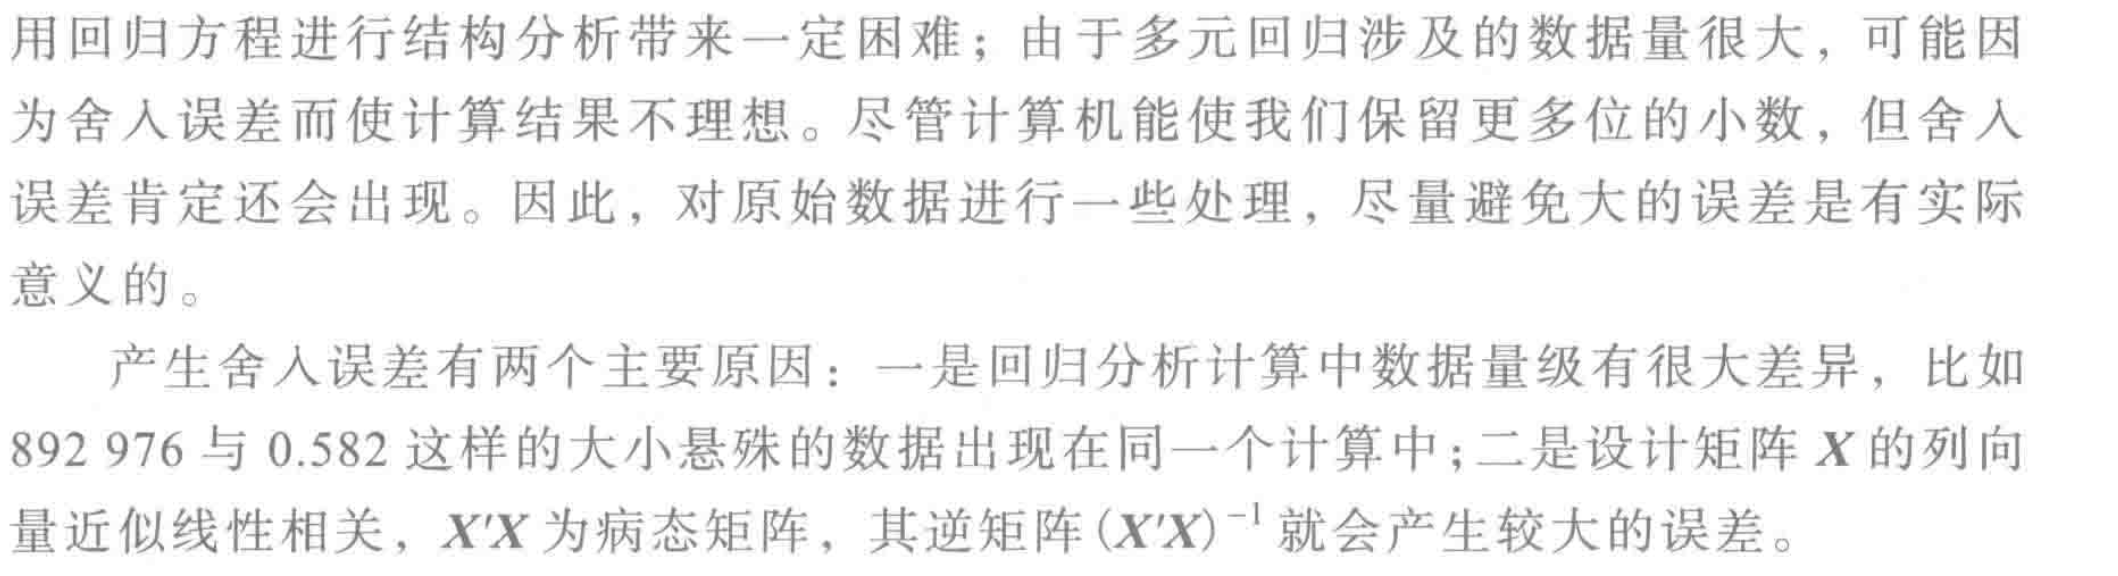 用回归方程进行结构分析带来一定困难；由于多元回归涉及的数据量很大，可能因
为舍入误差而使计算结果不理想。尽管计算机能使我们保留更多位的小数，但舍入
误差肯定还会出现。因此，对原始数据进行一些处理，尽量避免大的误差是有实际
意义的。
产生舍入误差有两个主要原因：一是回归分析计算中数据量级有很大差异，比如
892 976 与 0.582 这样的大小悬殊的数据出现在同一个计算中；二是设计矩阵 X 的列向
量近似线性相关，X′X 为病态矩阵，其逆矩阵(X′X)⁻¹就会产生较大的误差。